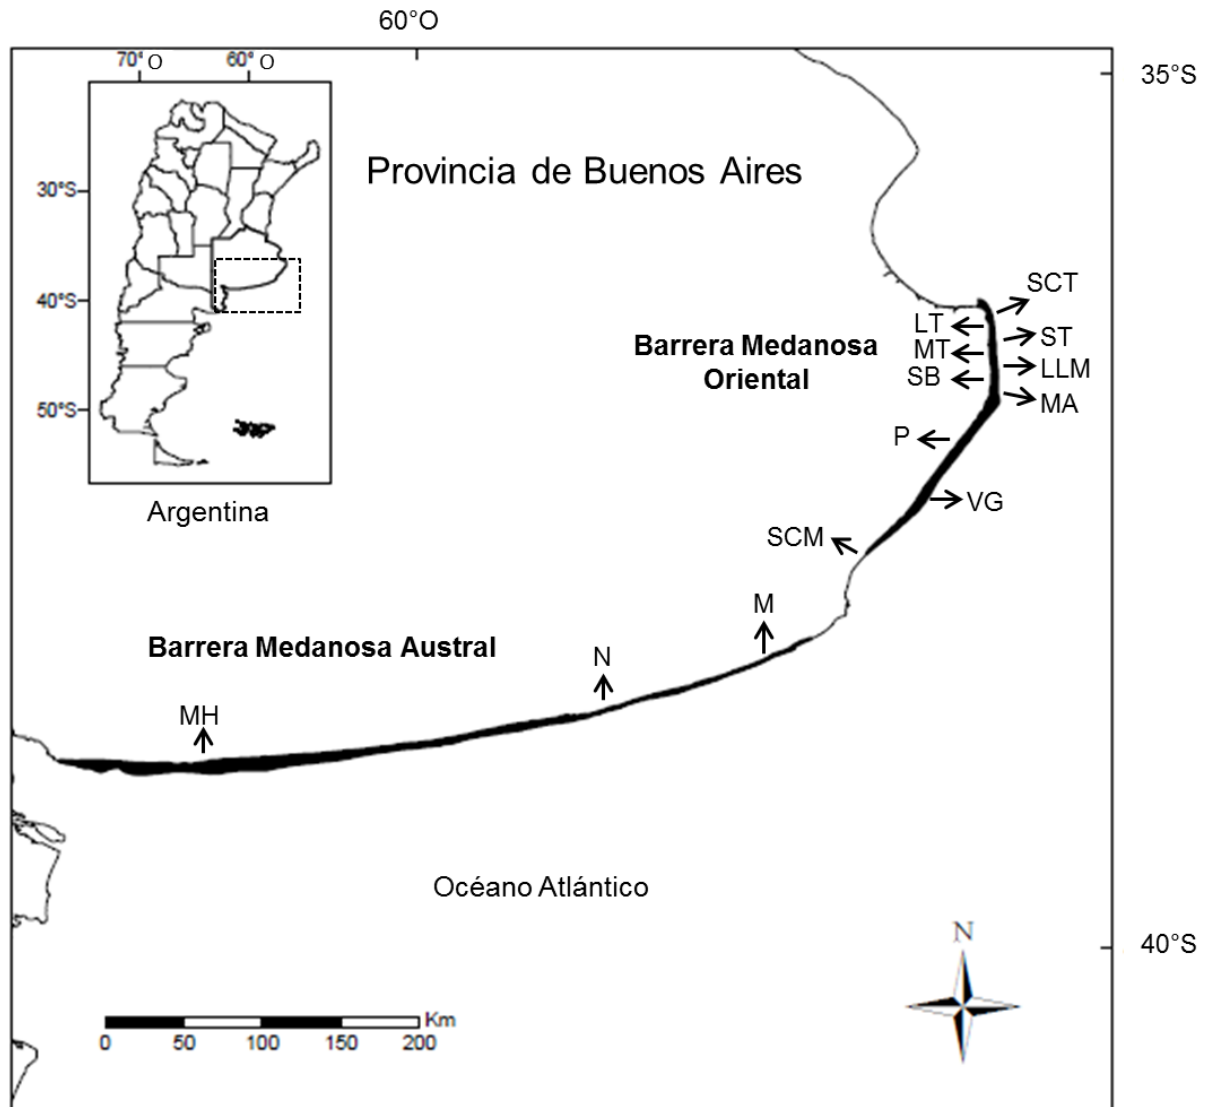 60°O
35°S
70° O
60° O
30°S
40°S
50°S
Argentina
Provincia de Buenos Aires
SCT
LT
ST
MT
LLM
SB
MA
Barrera Medanosa
Oriental
P
VG
SCM
M
Barrera Medanosa Austral
N
MH
Océano Atlántico
N
40°S
Km
0 50 100 150 200